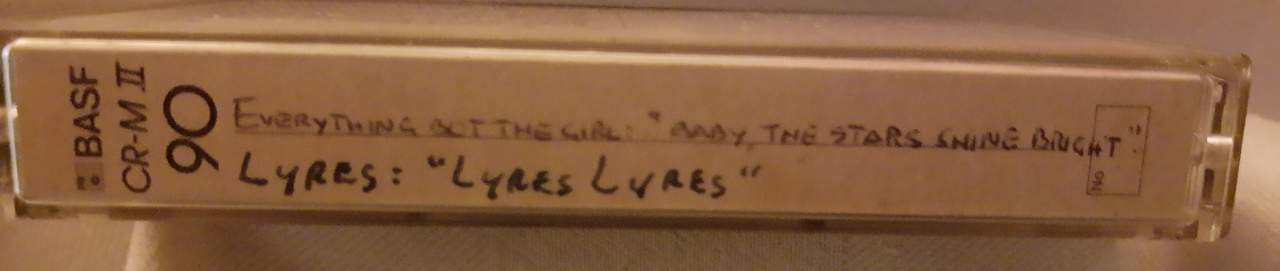 BASF
CR-M II
90
EVERYTHING BUT THE GIRL: "BABY, THE STARS SHINE BRIGHT"
LYRES: "LYRES LYRES"
NO